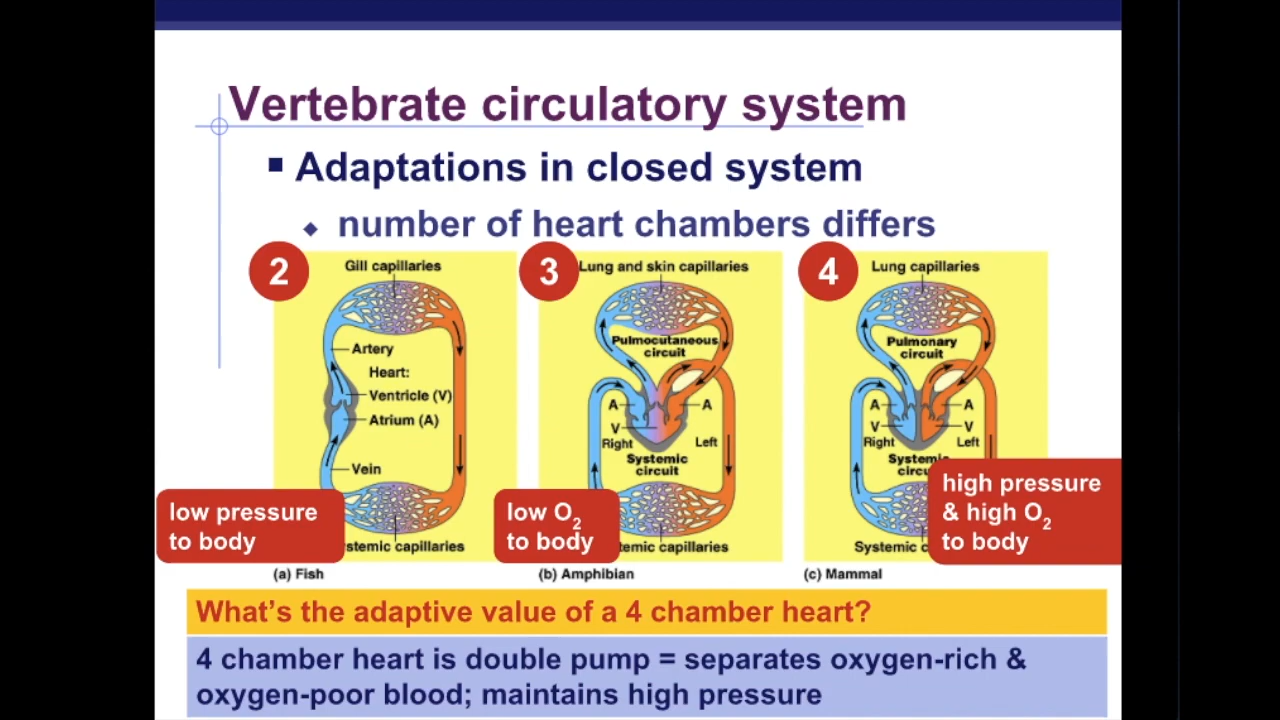 Vertebrate circulatory system
Adaptations in closed system
number of heart chambers differs
2
Gill capillaries
Artery
Heart:
Ventricle (V)
Atrium (A)
Vein
low pressure
to body
stemic capillaries
(a) Fish
3
Lung and skin capillaries
Pulmocutaneous
circuit
A
A
V
Right
Left
Systemic
circuit
low O2
to body
temic capillaries
(b) Amphibian
4
Lung capillaries
Pulmonary
circuit
A
A
V
V
Right
Left
Systemic
circu
high pressure
& high O2
to body
Systemic c
(c) Mammal
What's the adaptive value of a 4 chamber heart?
4 chamber heart is double pump = separates oxygen-rich &
oxygen-poor blood; maintains high pressure